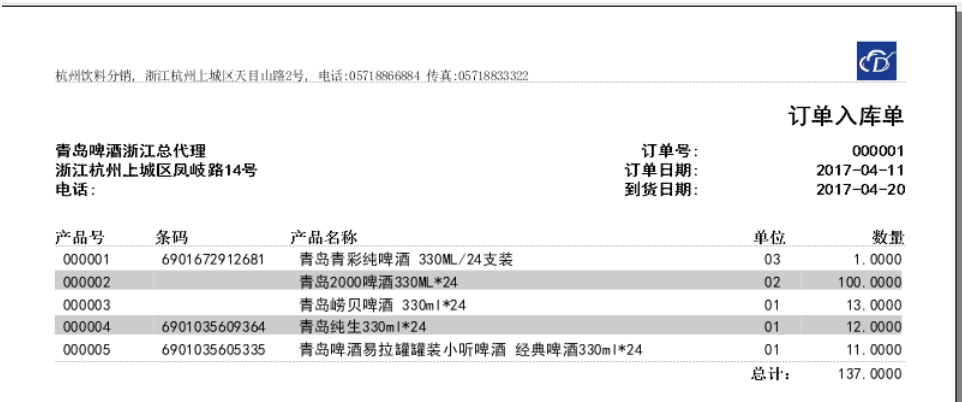 杭州饮料分销, 浙江杭州上城区天目山路2号, 电话:05718866884 传真:05718833322
订单入库单
青岛啤酒浙江总代理 订单号: 000001
浙江杭州上城区凤岐路14号 订单日期: 2017-04-11
电话: 到货日期: 2017-04-20
产品号 条码 产品名称 单位 数量
000001 6901672912681 青岛青彩纯啤酒 330ML/24支装 03 1.0000
000002 青岛2000啤酒330ML*24 02 100.0000
000003 青岛崂贝啤酒 330ml*24 01 13.0000
000004 6901035609364 青岛纯生330ml*24 01 12.0000
000005 6901035605335 青岛啤酒易拉罐罐装小听啤酒 经典啤酒330ml*24 01 11.0000
总计: 137.0000